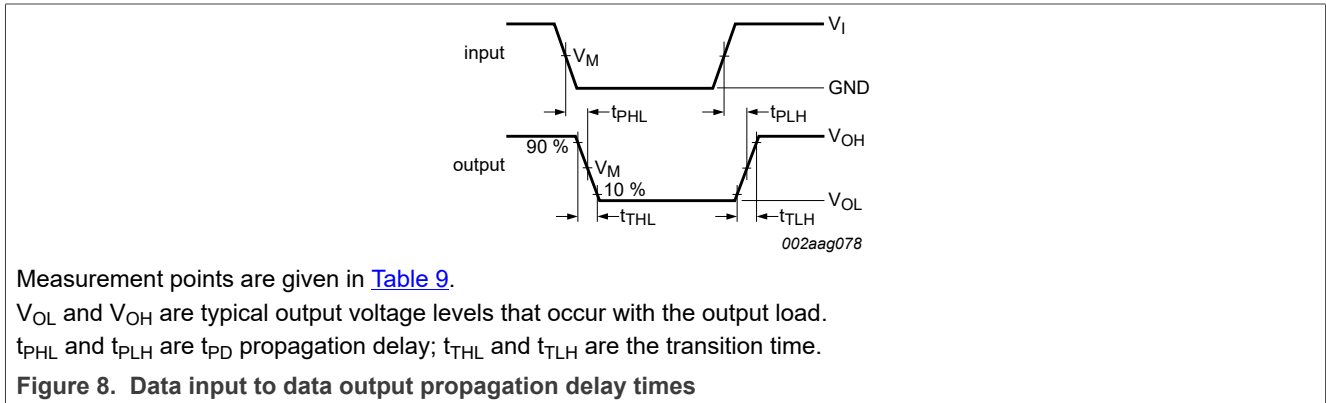 V_I
input
V_M
GND
t_PHL
t_PLH
V_OH
90 %
output
V_M
10 %
V_OL
t_THL
t_TLH
002aag078
Measurement points are given in Table 9.
V_OL and V_OH are typical output voltage levels that occur with the output load.
t_PHL and t_PLH are t_PD propagation delay; t_THL and t_TLH are the transition time.
Figure 8. Data input to data output propagation delay times